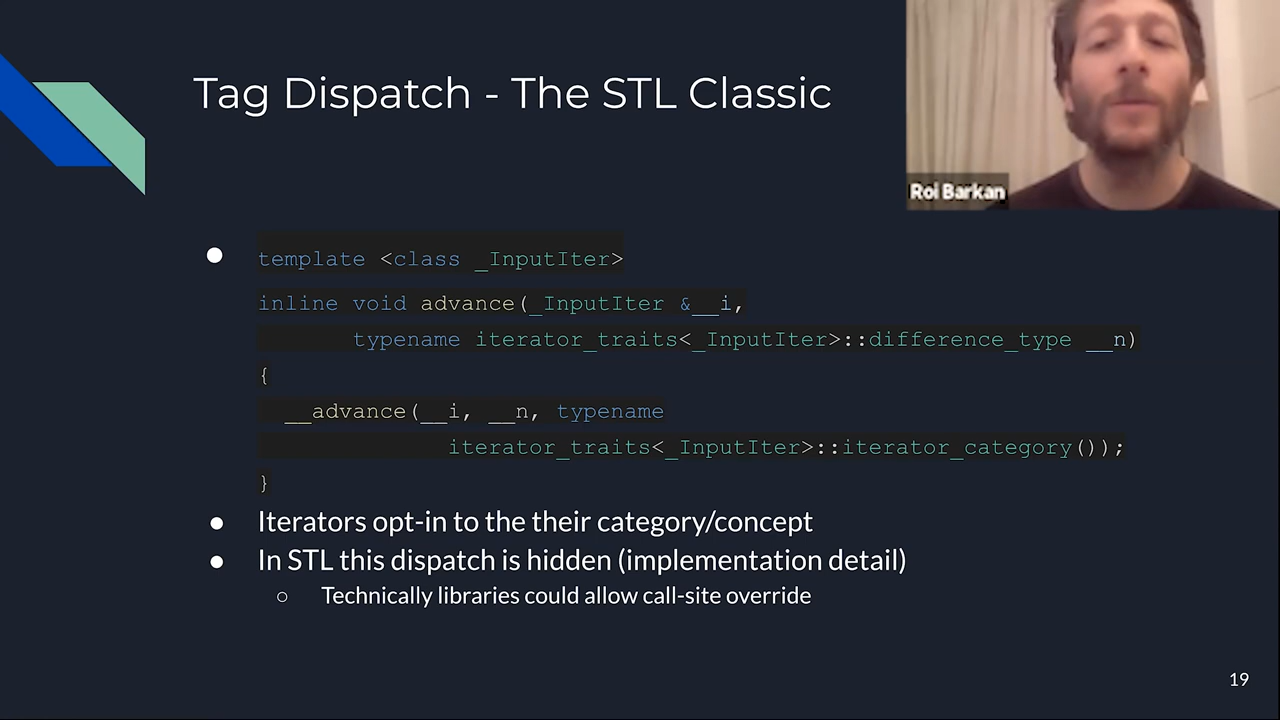 Tag Dispatch - The STL Classic
Roi Barkan
● template <class _InputIter>
inline void advance(_InputIter &__i,
typename iterator_traits<_InputIter>::difference_type __n)
{
__advance(__i, __n, typename
iterator_traits<_InputIter>::iterator_category());
}
● Iterators opt-in to the their category/concept
● In STL this dispatch is hidden (implementation detail)
○ Technically libraries could allow call-site override
19